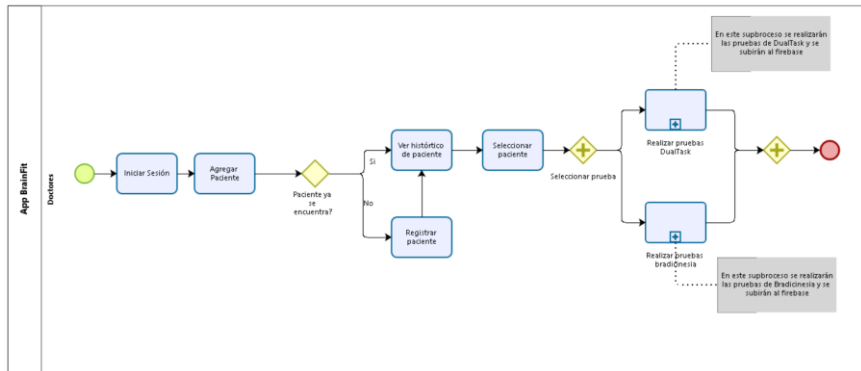 App BrainFit
Doctores
Iniciar Sesión
Agregar
Paciente
Paciente ya
se
encuentra?
Si
No
Ver histórtico
de paciente
Registrar
paciente
Seleccionar
paciente
Seleccionar prueba
En este supbroceso se realizarán
las pruebas de DualTask y se
subirán al firebase
Realizar pruebas
DualTask
Realizar pruebas
bradicinesia
En este subproceso se realizarán
las pruebas de Bradicinesia y se
subirán al firebase